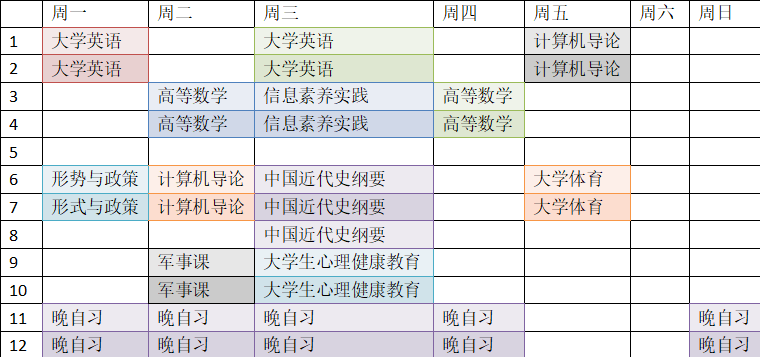 周一 周二 周三 周四 周五 周六 周日
1 大学英语 大学英语 计算机导论
2 大学英语 大学英语 计算机导论
3 高等数学 信息素养实践 高等数学
4 高等数学 信息素养实践 高等数学
5
6 形势与政策 计算机导论 中国近代史纲要 大学体育
7 形式与政策 计算机导论 中国近代史纲要 大学体育
8 中国近代史纲要
9 军事课 大学生心理健康教育
10 军事课 大学生心理健康教育
11 晚自习 晚自习 晚自习 晚自习 晚自习
12 晚自习 晚自习 晚自习 晚自习 晚自习